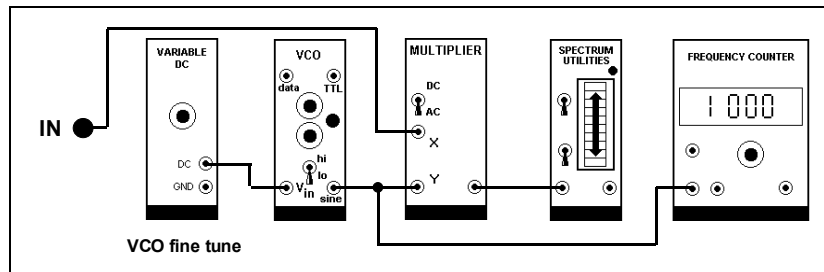 VARIABLE
DC
DC
GND
VCO
data
TTL
hi
lo
Vin
sine
MULTIPLIER
DC
AC
X
Y
SPECTRUM
UTILITIES
FREQUENCY COUNTER
1 000
IN
VCO fine tune